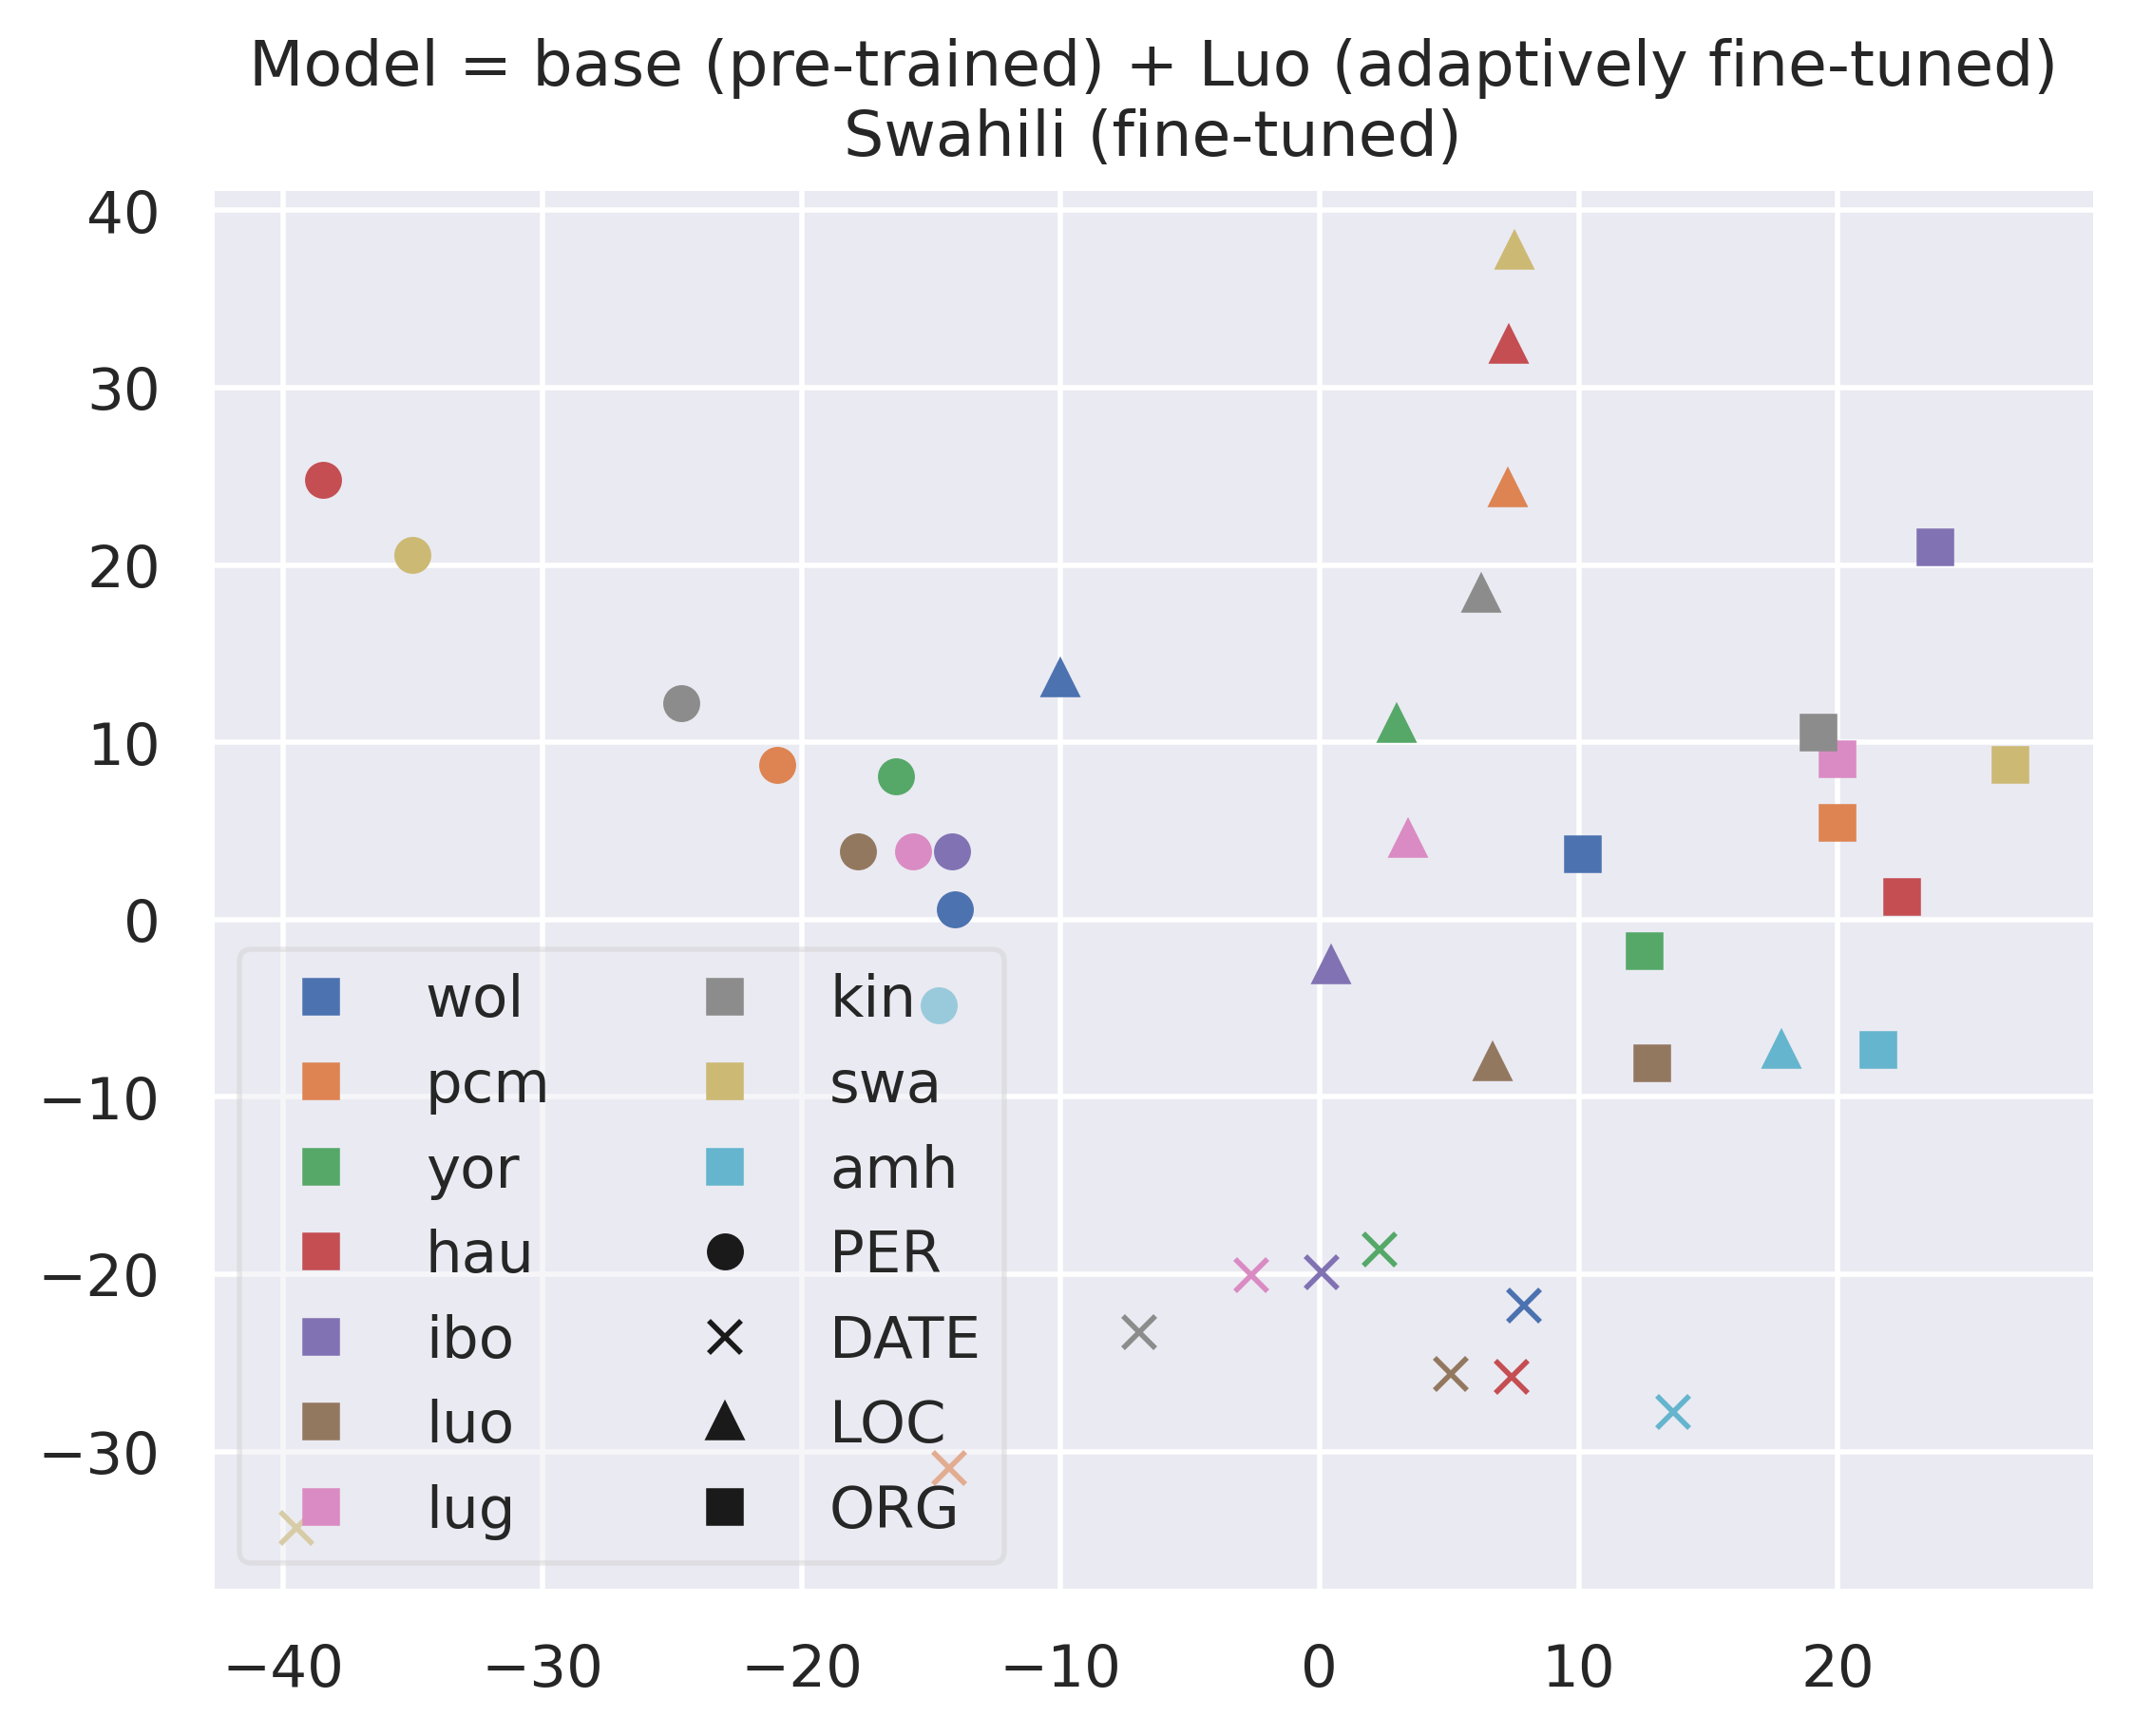 Model = base (pre-trained) + Luo (adaptively fine-tuned)
Swahili (fine-tuned)
40
30
20
10
0
−10
−20
−30
wol
pcm
yor
hau
ibo
luo
lug
kin
swa
amh
PER
DATE
LOC
ORG
−40
−30
−20
−10
0
10
20